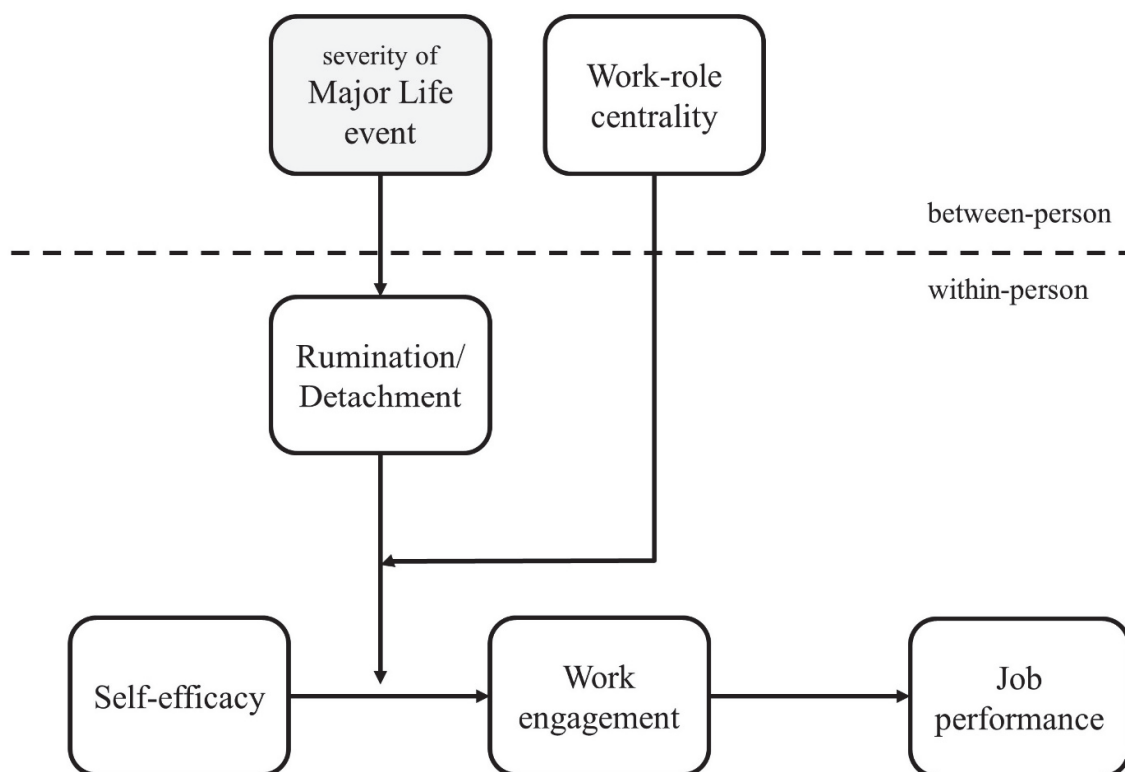 severity of
Major Life
event
Work-role
centrality
between-person
within-person
Rumination/
Detachment
Self-efficacy
Work
engagement
Job
performance